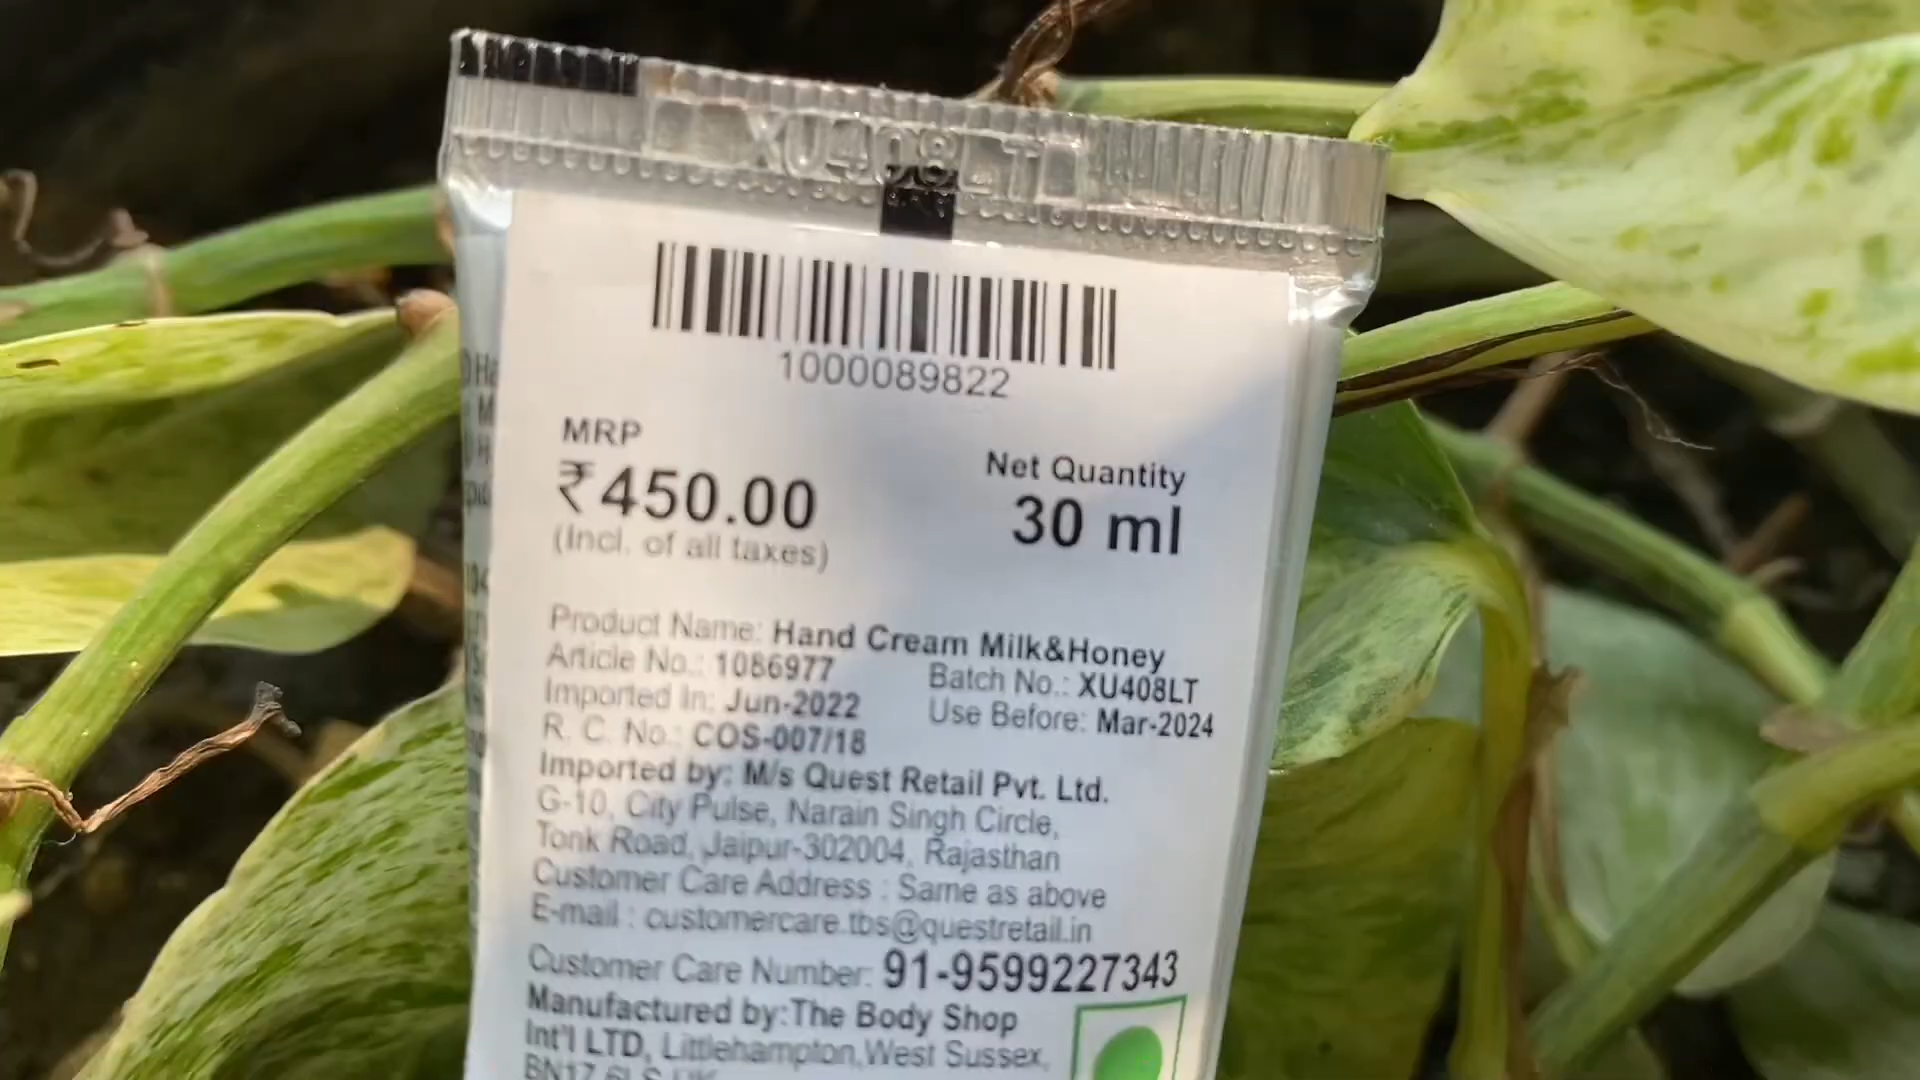 XU408LT
1000089822
MRP
₹450.00
(Incl. of all taxes)
Net Quantity
30 ml
Product Name: Hand Cream Milk&Honey
Article No.: 1086977
Batch No.: XU408LT
Imported In: Jun-2022
Use Before: Mar-2024
R. C. No.: COS-007/18
Imported by: M/s Quest Retail Pvt. Ltd.
G-10, City Pulse, Narain Singh Circle,
Tonk Road, Jaipur-302004, Rajasthan
Customer Care Address : Same as above
E-mail : customercare.tbs@questretail.in
Customer Care Number: 91-9599227343
Manufactured by:The Body Shop
Int'l LTD, Littlehampton,West Sussex,
BN17 6LS UK